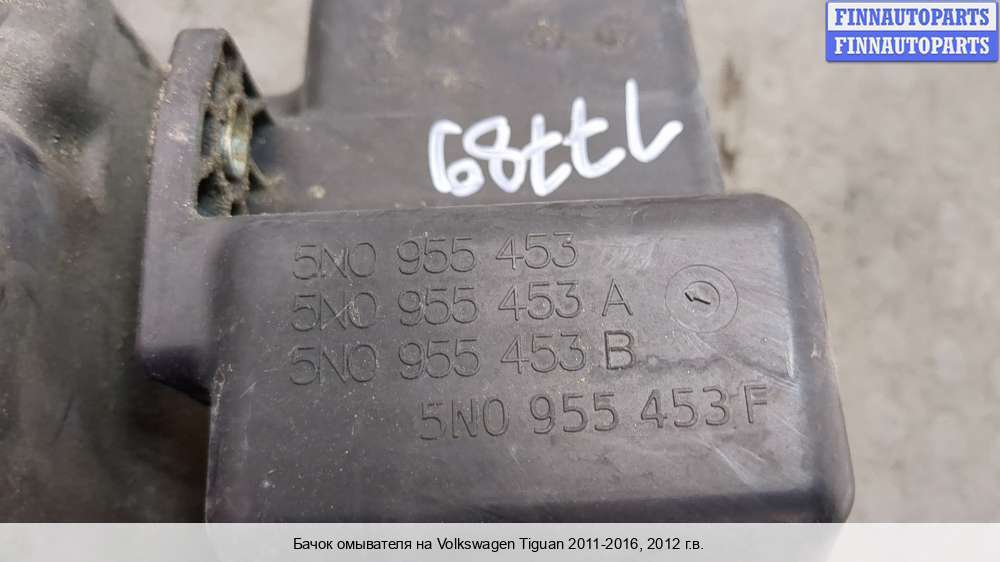 FINNAUTOPARTS
FINNAUTOPARTS
17789
5N0 955 453
5N0 955 453 A
5N0 955 453 B
5N0 955 453 F
Бачок омывателя на Volkswagen Tiguan 2011-2016, 2012 г.в.